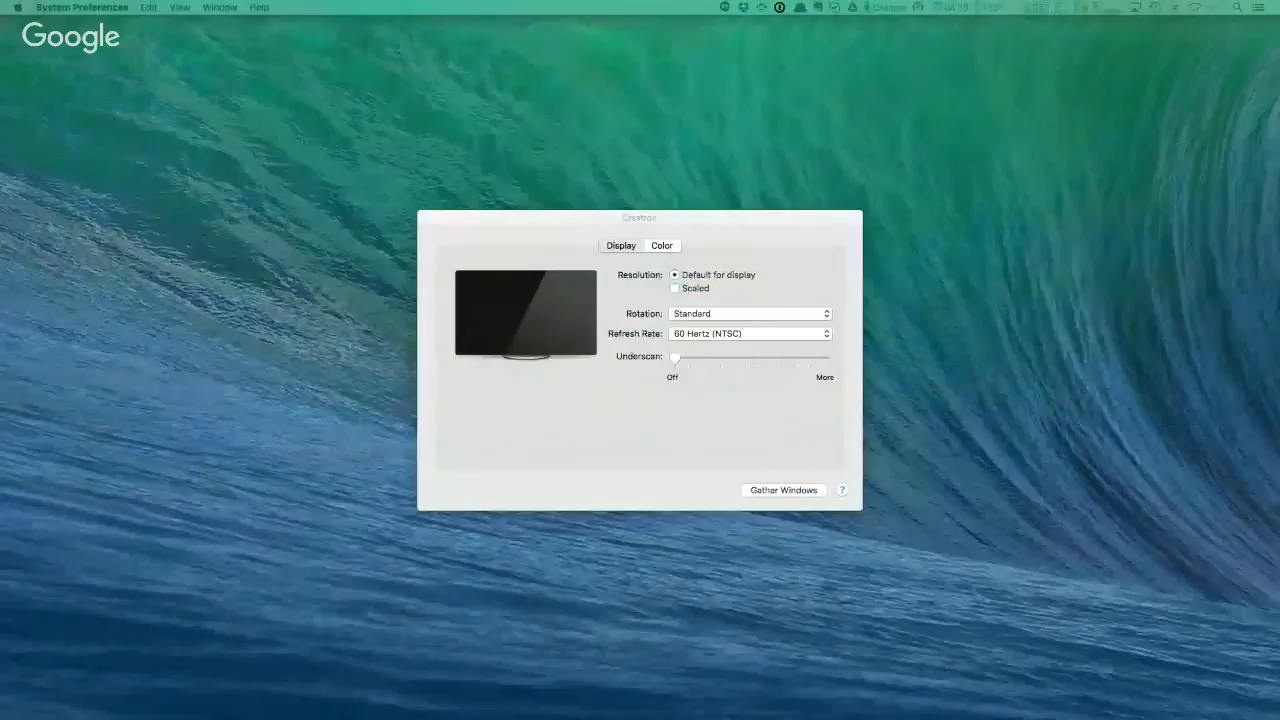 System Preferences Edit View Window Help
Google
Display Color
Resolution: Default for display
Scaled
Rotation: Standard
Refresh Rate: 60 Hertz (NTSC)
Underscan:
Off More
Gather Windows ?